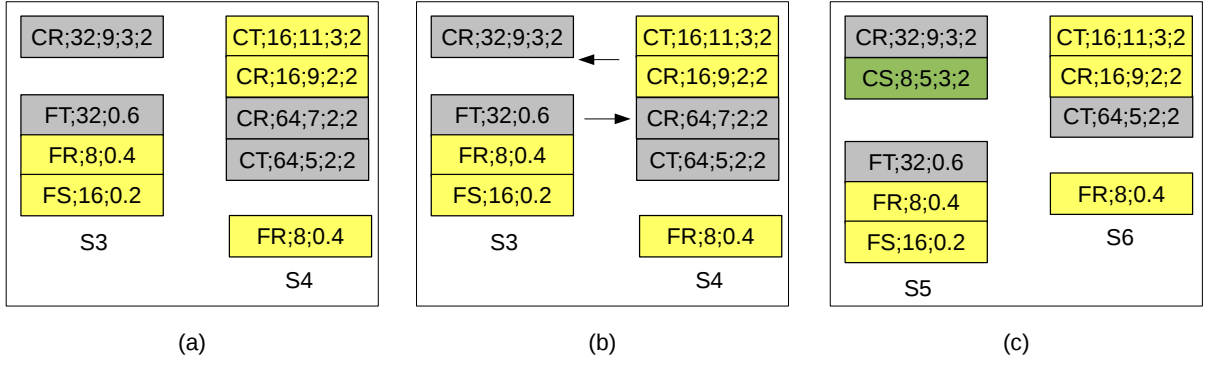 CR;32;9;3;2
FT;32;0.6
FR;8;0.4
FS;16;0.2
S3
CT;16;11;3;2
CR;16;9;2;2
CR;64;7;2;2
CT;64;5;2;2
FR;8;0.4
S4
(a)
CR;32;9;3;2
FT;32;0.6
FR;8;0.4
FS;16;0.2
S3
CT;16;11;3;2
CR;16;9;2;2
CR;64;7;2;2
CT;64;5;2;2
FR;8;0.4
S4
(b)
CR;32;9;3;2
CS;8;5;3;2
FT;32;0.6
FR;8;0.4
FS;16;0.2
S5
CT;16;11;3;2
CR;16;9;2;2
CT;64;5;2;2
FR;8;0.4
S6
(c)